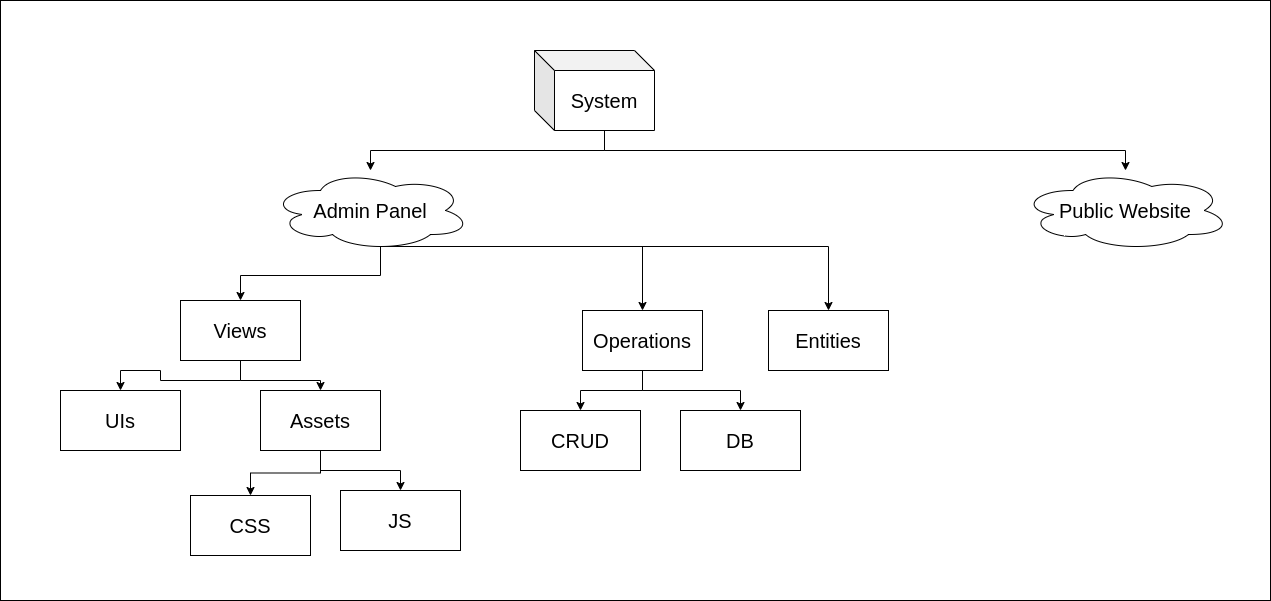 System
Admin Panel
Public Website
Views
Operations
Entities
UIs
Assets
CRUD
DB
CSS
JS